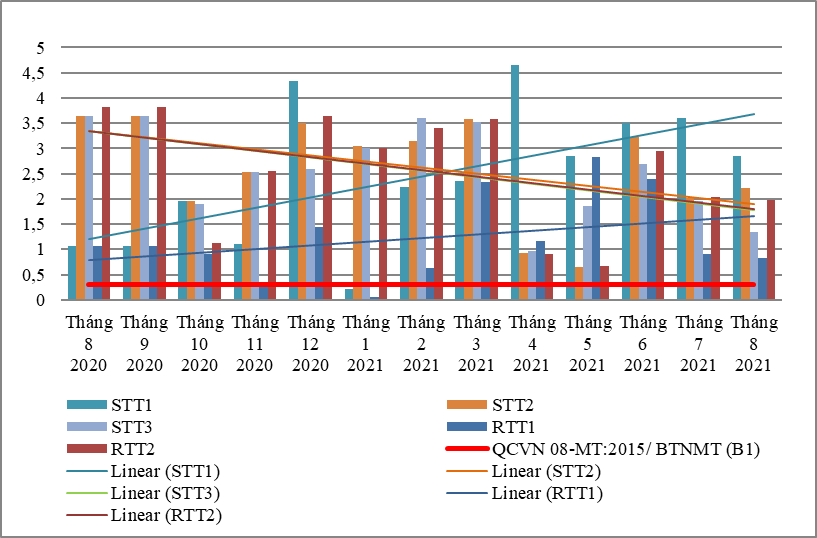 5
4,5
4
3,5
3
2,5
2
1,5
1
0,5
0
Tháng Tháng Tháng Tháng Tháng Tháng Tháng Tháng Tháng Tháng Tháng Tháng Tháng
8 9 10 11 12 1 2 3 4 5 6 7 8
2020 2020 2020 2020 2020 2021 2021 2021 2021 2021 2021 2021 2021
STT1 STT2
STT3 RTT1
RTT2 QCVN 08-MT:2015/ BTNMT (B1)
Linear (STT1) Linear (STT2)
Linear (STT3) Linear (RTT1)
Linear (RTT2)